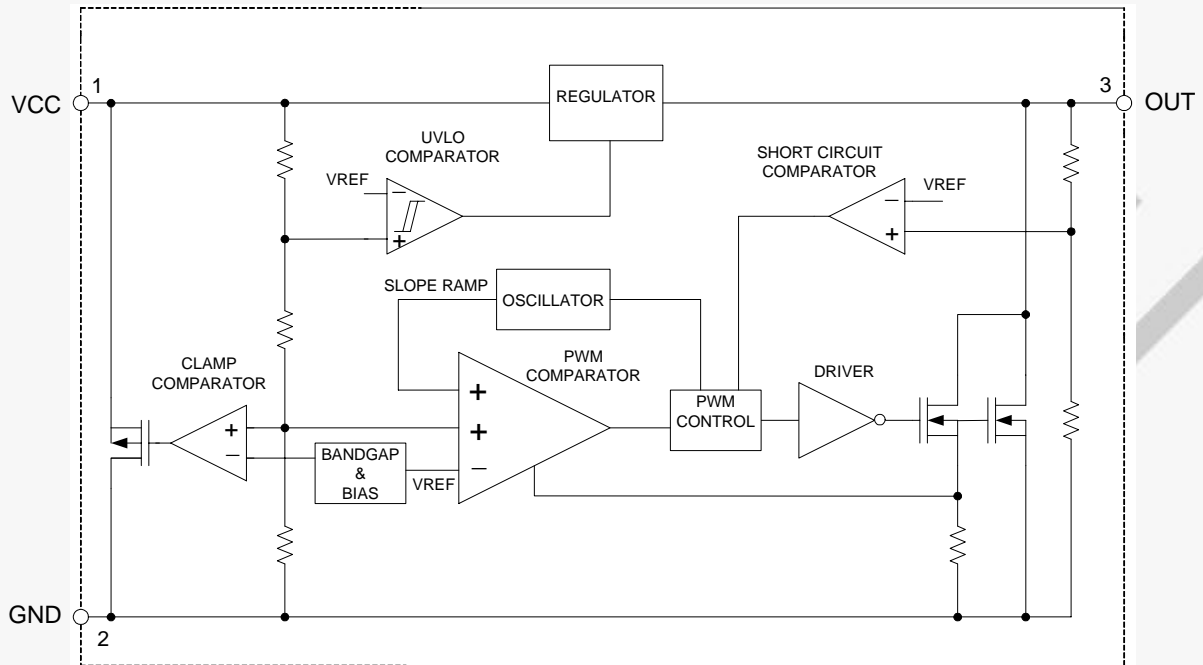 1
VCC
REGULATOR
3
OUT
UVLO
COMPARATOR
VREF
−
+
SHORT CIRCUIT
COMPARATOR
VREF
−
+
SLOPE RAMP
OSCILLATOR
CLAMP
COMPARATOR
+
−
PWM
COMPARATOR
+
+
−
BANDGAP
&
BIAS
VREF
PWM
CONTROL
DRIVER
GND
2